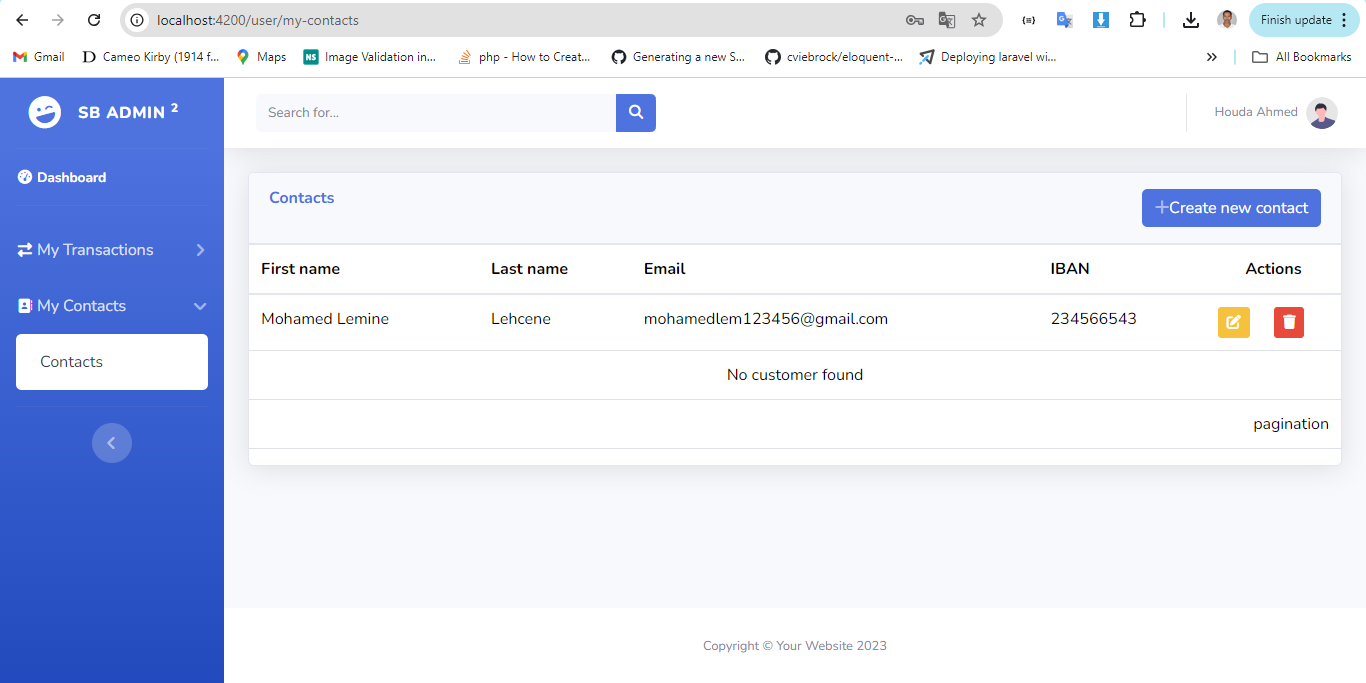 localhost:4200/user/my-contacts
Finish update
Gmail
Cameo Kirby (1914 f...
Maps
NS Image Validation in...
php - How to Creat...
Generating a new S...
cviebrock/eloquent-...
Deploying laravel wi...
All Bookmarks
SB ADMIN 2
Search for...
Houda Ahmed
Dashboard
My Transactions
My Contacts
Contacts
Contacts
Create new contact
First name Last name Email IBAN Actions
Mohamed Lemine Lehcene mohamedlem123456@gmail.com 234566543
No customer found
pagination
Copyright © Your Website 2023